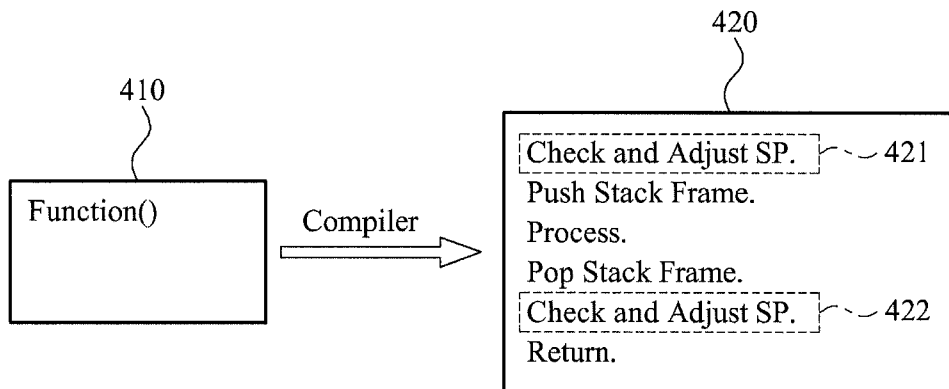 420
410
Check and Adjust SP.
421
Push Stack Frame.
Function()
Compiler
Process.
Pop Stack Frame.
Check and Adjust SP.
422
Return.